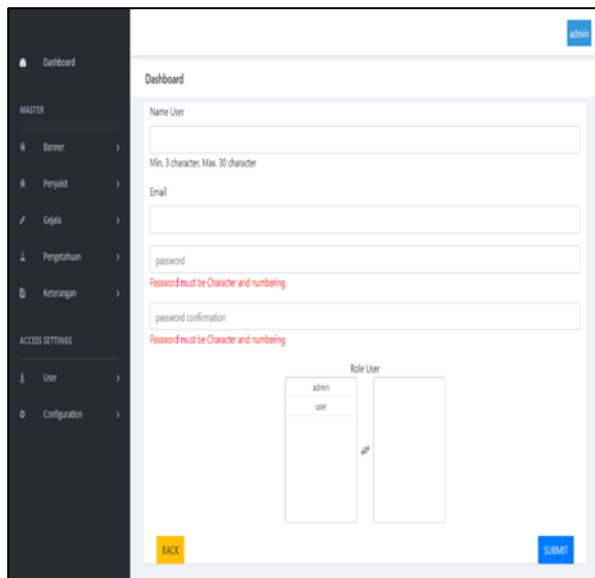 admin
Dashboard
MASTER
Banner
Penyakit
Gejala
Pengetahuan
Keterangan
ACCESS SETTINGS
User
Configuration
Dashboard
Name User
Min. 3 character, Max. 30 character
Email
password
Password must be Character and numbering
password confirmation
Password must be Character and numbering
Role User
admin
user
BACK
SUBMIT